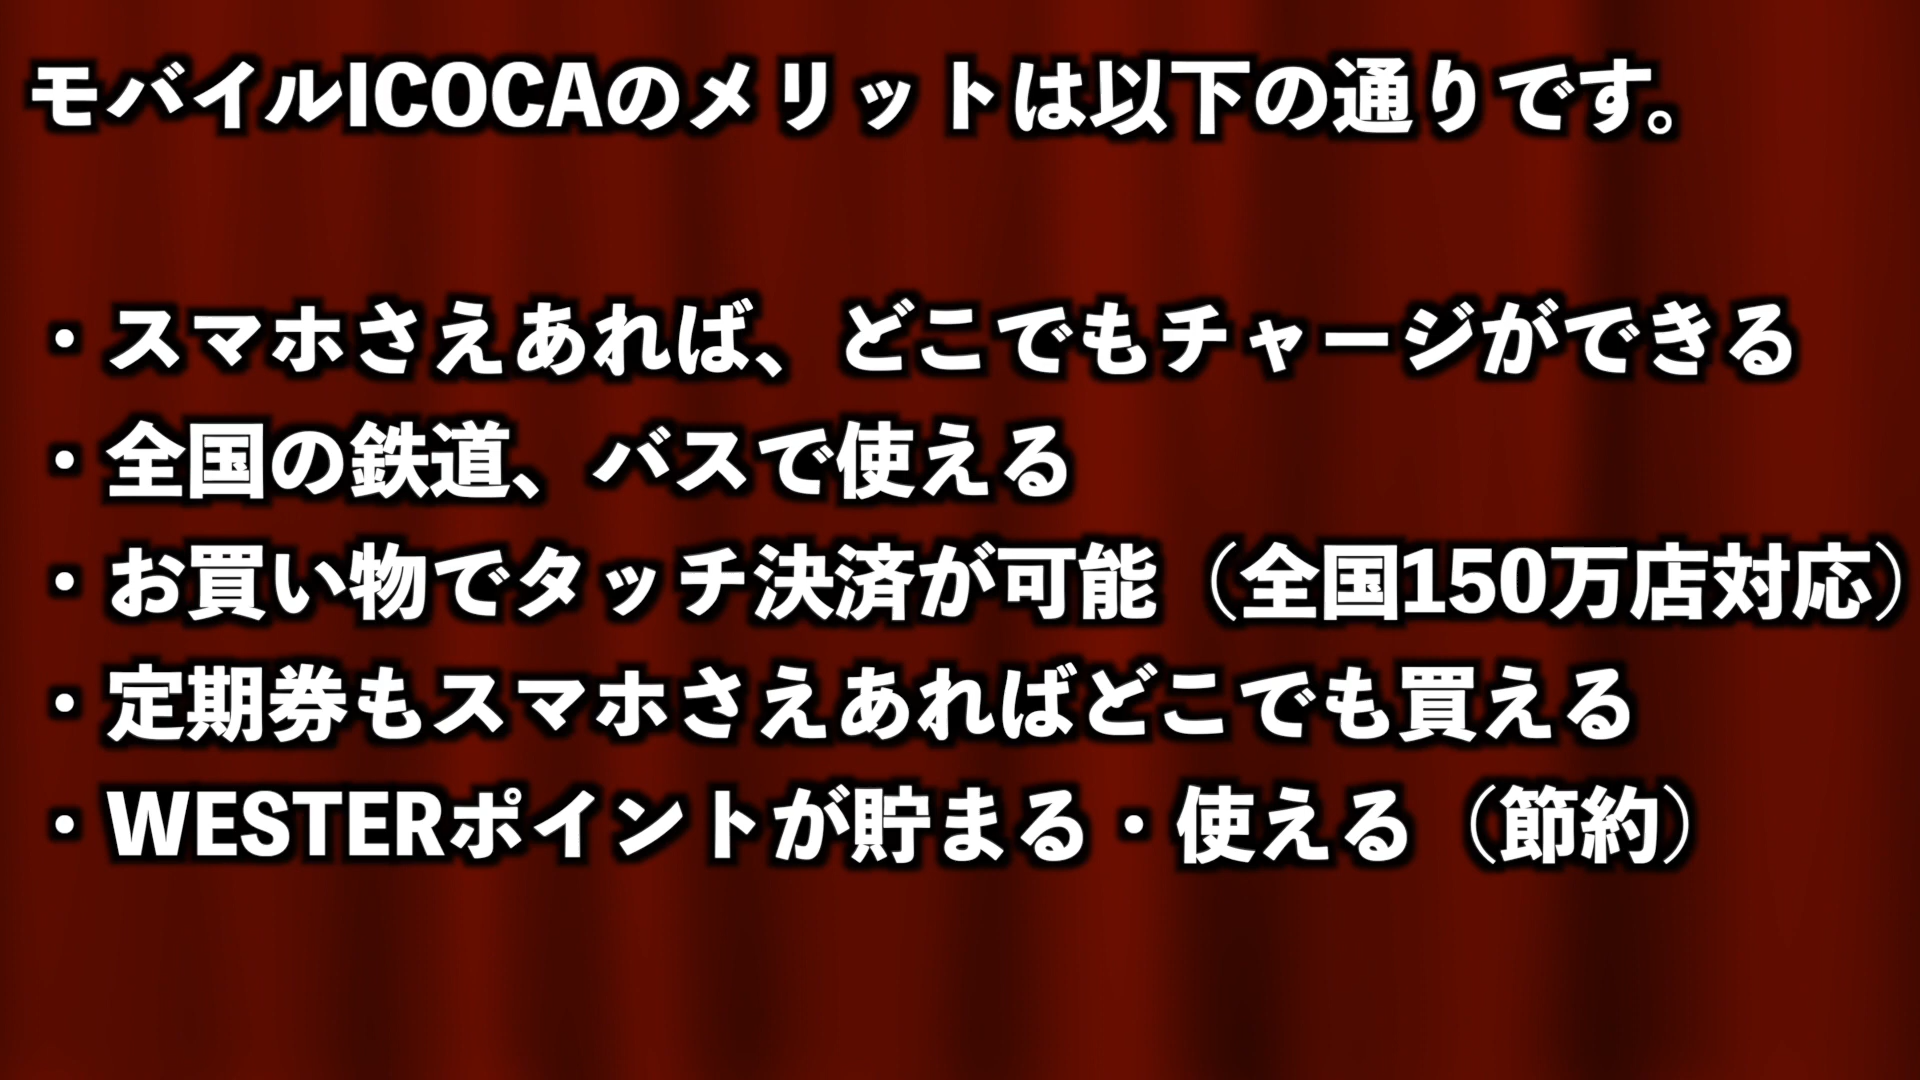 モバイルICOCAのメリットは以下の通りです。
・スマホさえあれば、どこでもチャージができる
・全国の鉄道、バスで使える
・お買い物でタッチ決済が可能（全国150万店対応）
・定期券もスマホさえあればどこでも買える
・WESTERポイントが貯まる・使える（節約）